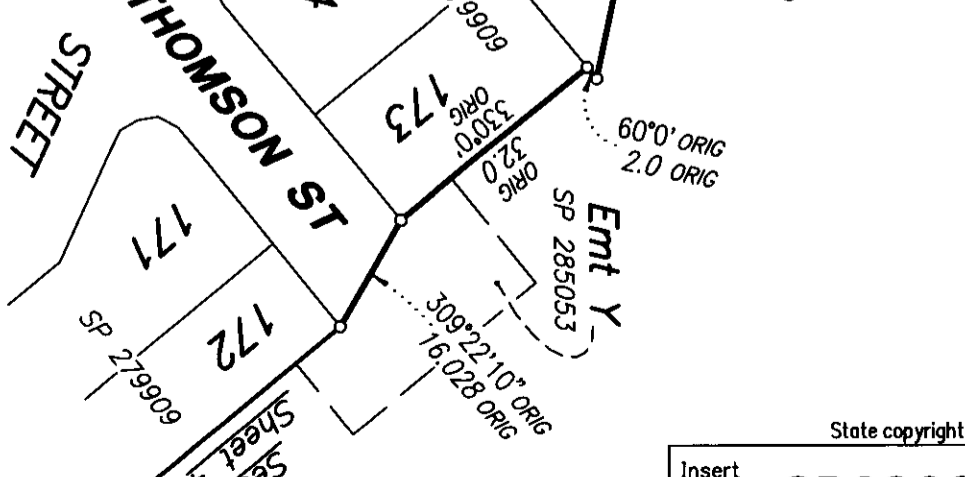 THOMSON ST
STREET
9909
173
330°0'
ORIG
32.0
ORIG
60°0' ORIG
2.0 ORIG
Emt Y
SP 285053
171
172
SP 279909
309°22'10" ORIG
16.028 ORIG
Sheet
State copyright
Insert